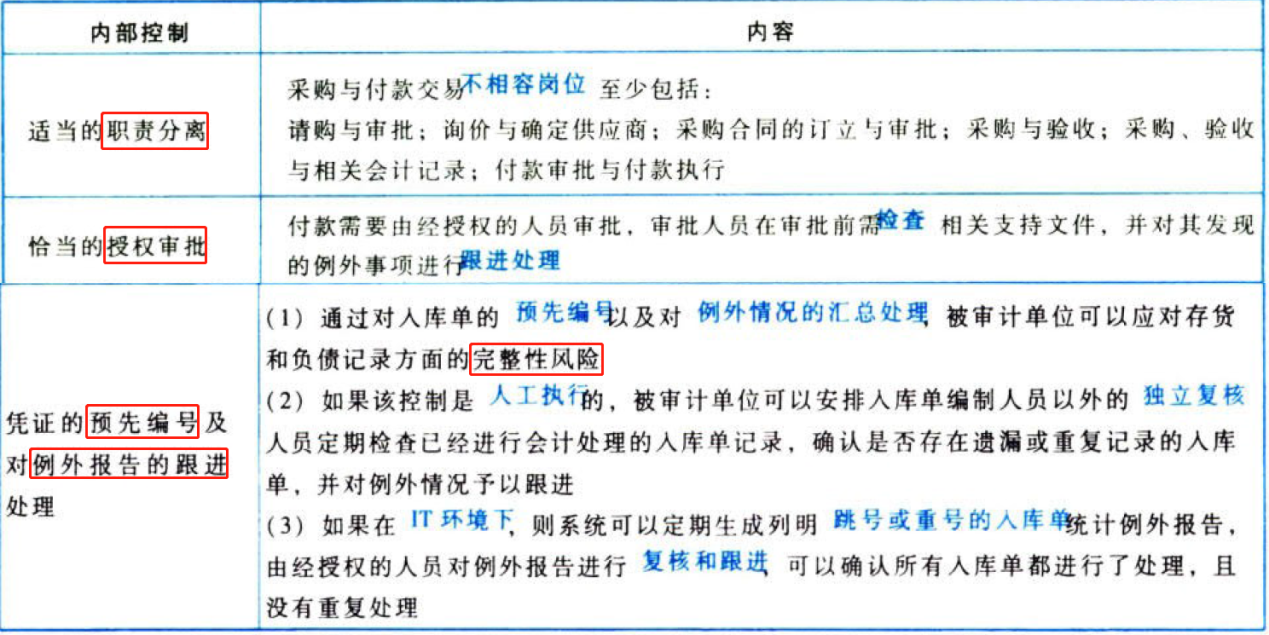 内部控制
内容
适当的职责分离
采购与付款交易不相容岗位 至少包括：
请购与审批；询价与确定供应商；采购合同的订立与审批；采购与验收；采购、验收
与相关会计记录；付款审批与付款执行
恰当的授权审批
付款需要由经授权的人员审批，审批人员在审批前需检查 相关支持文件，并对其发现
的例外事项进行跟进处理
凭证的预先编号及
对例外报告的跟进
处理
(1) 通过对入库单的 预先编号以及对 例外情况的汇总处理，被审计单位可以应对存货
和负债记录方面的完整性风险
(2) 如果该控制是 人工执行的，被审计单位可以安排入库单编制人员以外的 独立复核
人员定期检查已经进行会计处理的入库单记录，确认是否存在遗漏或重复记录的入库
单，并对例外情况予以跟进
(3) 如果在 IT 环境下，则系统可以定期生成列明 跳号或重号的入库单统计例外报告，
由经授权的人员对例外报告进行 复核和跟进，可以确认所有入库单都进行了处理，且
没有重复处理